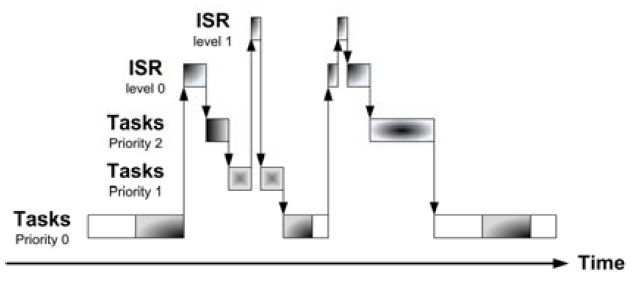 ISR
level 1
ISR
level 0
Tasks
Priority 2
Tasks
Priority 1
Tasks
Priority 0
Time